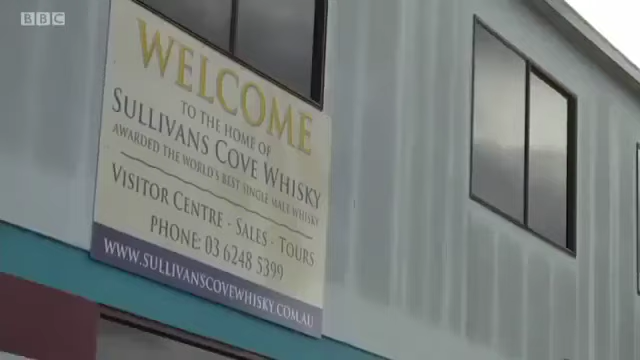 BBC
WELCOME
TO THE HOME OF
SULLIVANS COVE WHISKY
AWARDED THE WORLD'S BEST SINGLE MALT WHISKY
VISITOR CENTRE - SALES - TOURS
PHONE: 03 6248 5399
WWW.SULLIVANSCOVEWHISKY.COM.AU